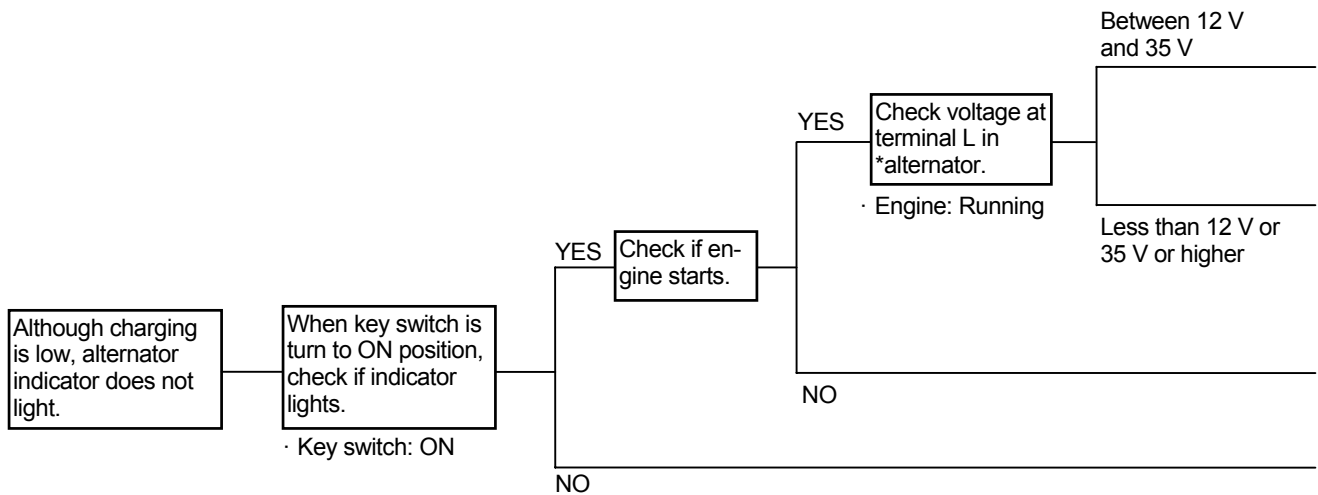 Although charging
is low, alternator
indicator does not
light.
When key switch is
turn to ON position,
check if indicator
lights.
· Key switch: ON
YES
Check if en-
gine starts.
YES
Check voltage at
terminal L in
*alternator.
· Engine: Running
Between 12 V
and 35 V
Less than 12 V or
35 V or higher
NO
NO